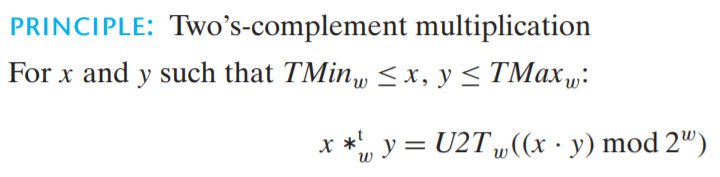 PRINCIPLE: Two's-complement multiplication
For x and y such that TMin_w ≤ x, y ≤ TMax_w:
x *^t_w y = U2T_w((x · y) mod 2^w)